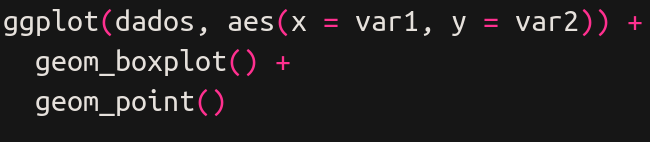 ggplot(dados, aes(x = var1, y = var2)) +
  geom_boxplot() +
  geom_point()